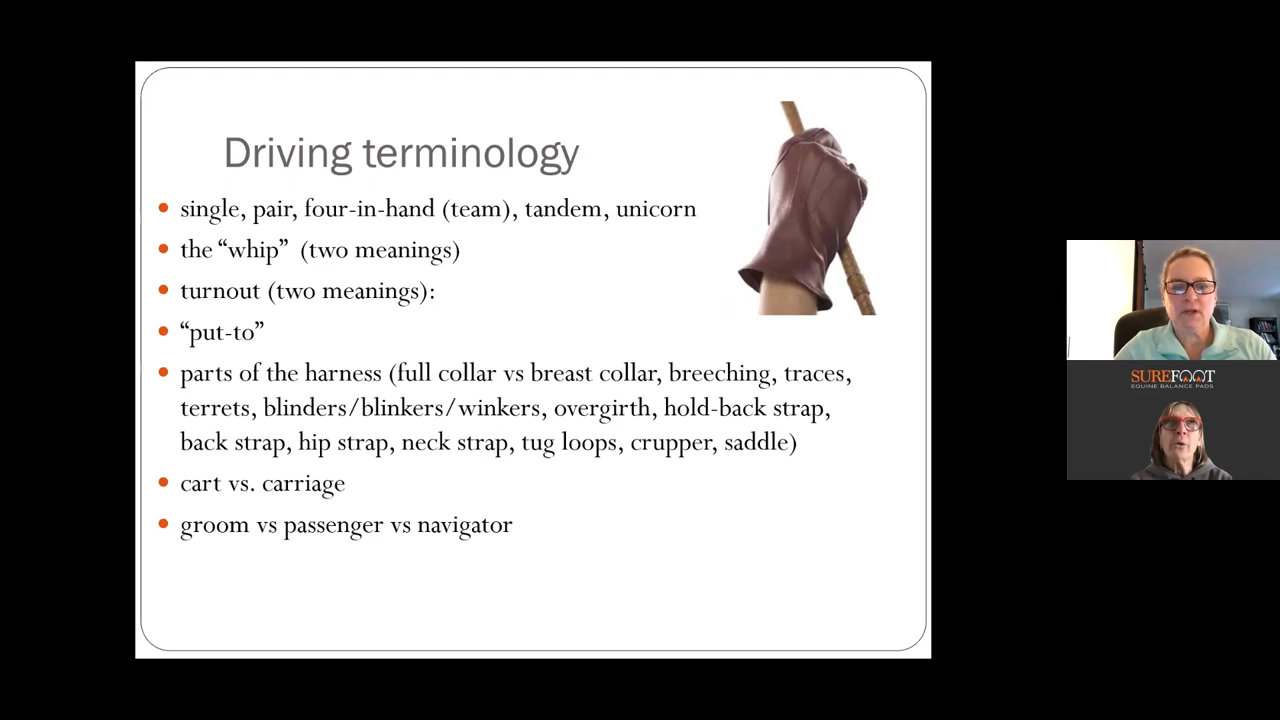 Driving terminology
single, pair, four-in-hand (team), tandem, unicorn
the “whip” (two meanings)
turnout (two meanings):
“put-to”
parts of the harness (full collar vs breast collar, breeching, traces,
terrets, blinders/blinkers/winkers, overgirth, hold-back strap,
back strap, hip strap, neck strap, tug loops, crupper, saddle)
cart vs. carriage
groom vs passenger vs navigator
SUREFOOT
EQUINE BALANCE PADS